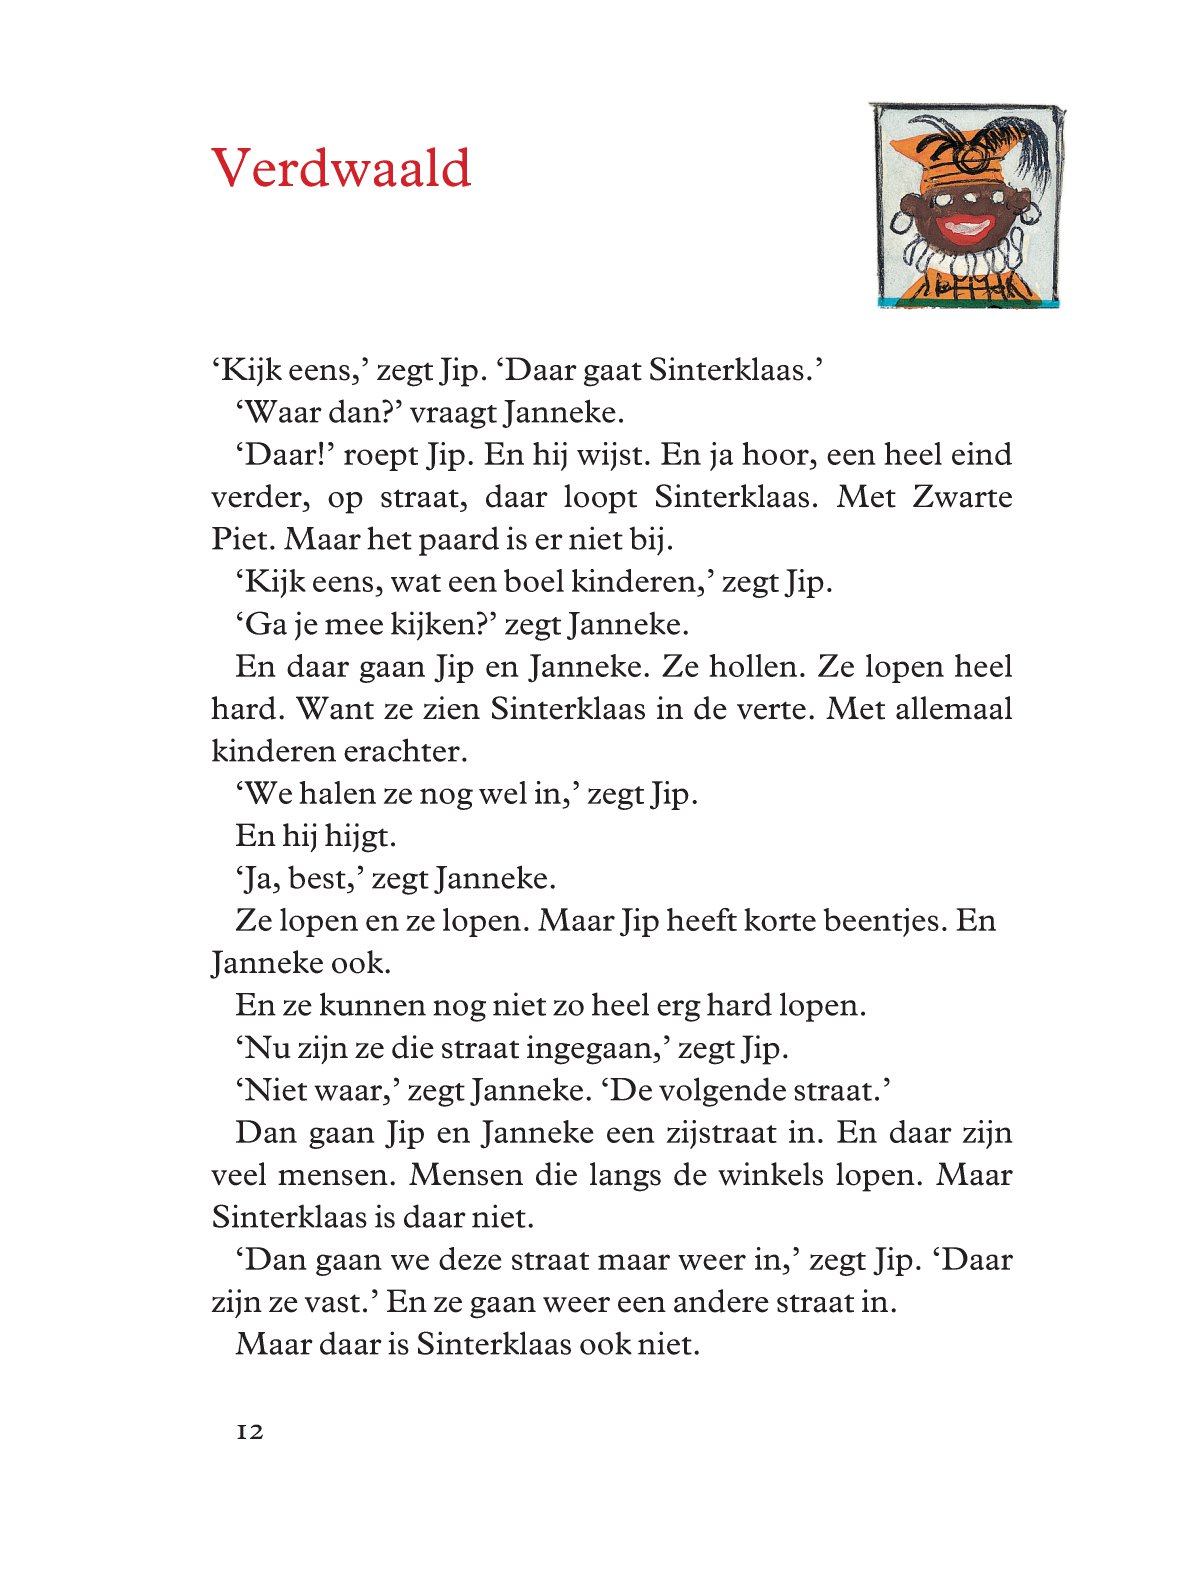 Verdwaald
‘Kijk eens,’ zegt Jip. ‘Daar gaat Sinterklaas.’
‘Waar dan?’ vraagt Janneke.
‘Daar!’ roept Jip. En hij wijst. En ja hoor, een heel eind
verder, op straat, daar loopt Sinterklaas. Met Zwarte
Piet. Maar het paard is er niet bij.
‘Kijk eens, wat een boel kinderen,’ zegt Jip.
‘Ga je mee kijken?’ zegt Janneke.
En daar gaan Jip en Janneke. Ze hollen. Ze lopen heel
hard. Want ze zien Sinterklaas in de verte. Met allemaal
kinderen erachter.
‘We halen ze nog wel in,’ zegt Jip.
En hij hijgt.
‘Ja, best,’ zegt Janneke.
Ze lopen en ze lopen. Maar Jip heeft korte beentjes. En
Janneke ook.
En ze kunnen nog niet zo heel erg hard lopen.
‘Nu zijn ze die straat ingegaan,’ zegt Jip.
‘Niet waar,’ zegt Janneke. ‘De volgende straat.’
Dan gaan Jip en Janneke een zijstraat in. En daar zijn
veel mensen. Mensen die langs de winkels lopen. Maar
Sinterklaas is daar niet.
‘Dan gaan we deze straat maar weer in,’ zegt Jip. ‘Daar
zijn ze vast.’ En ze gaan weer een andere straat in.
Maar daar is Sinterklaas ook niet.
12